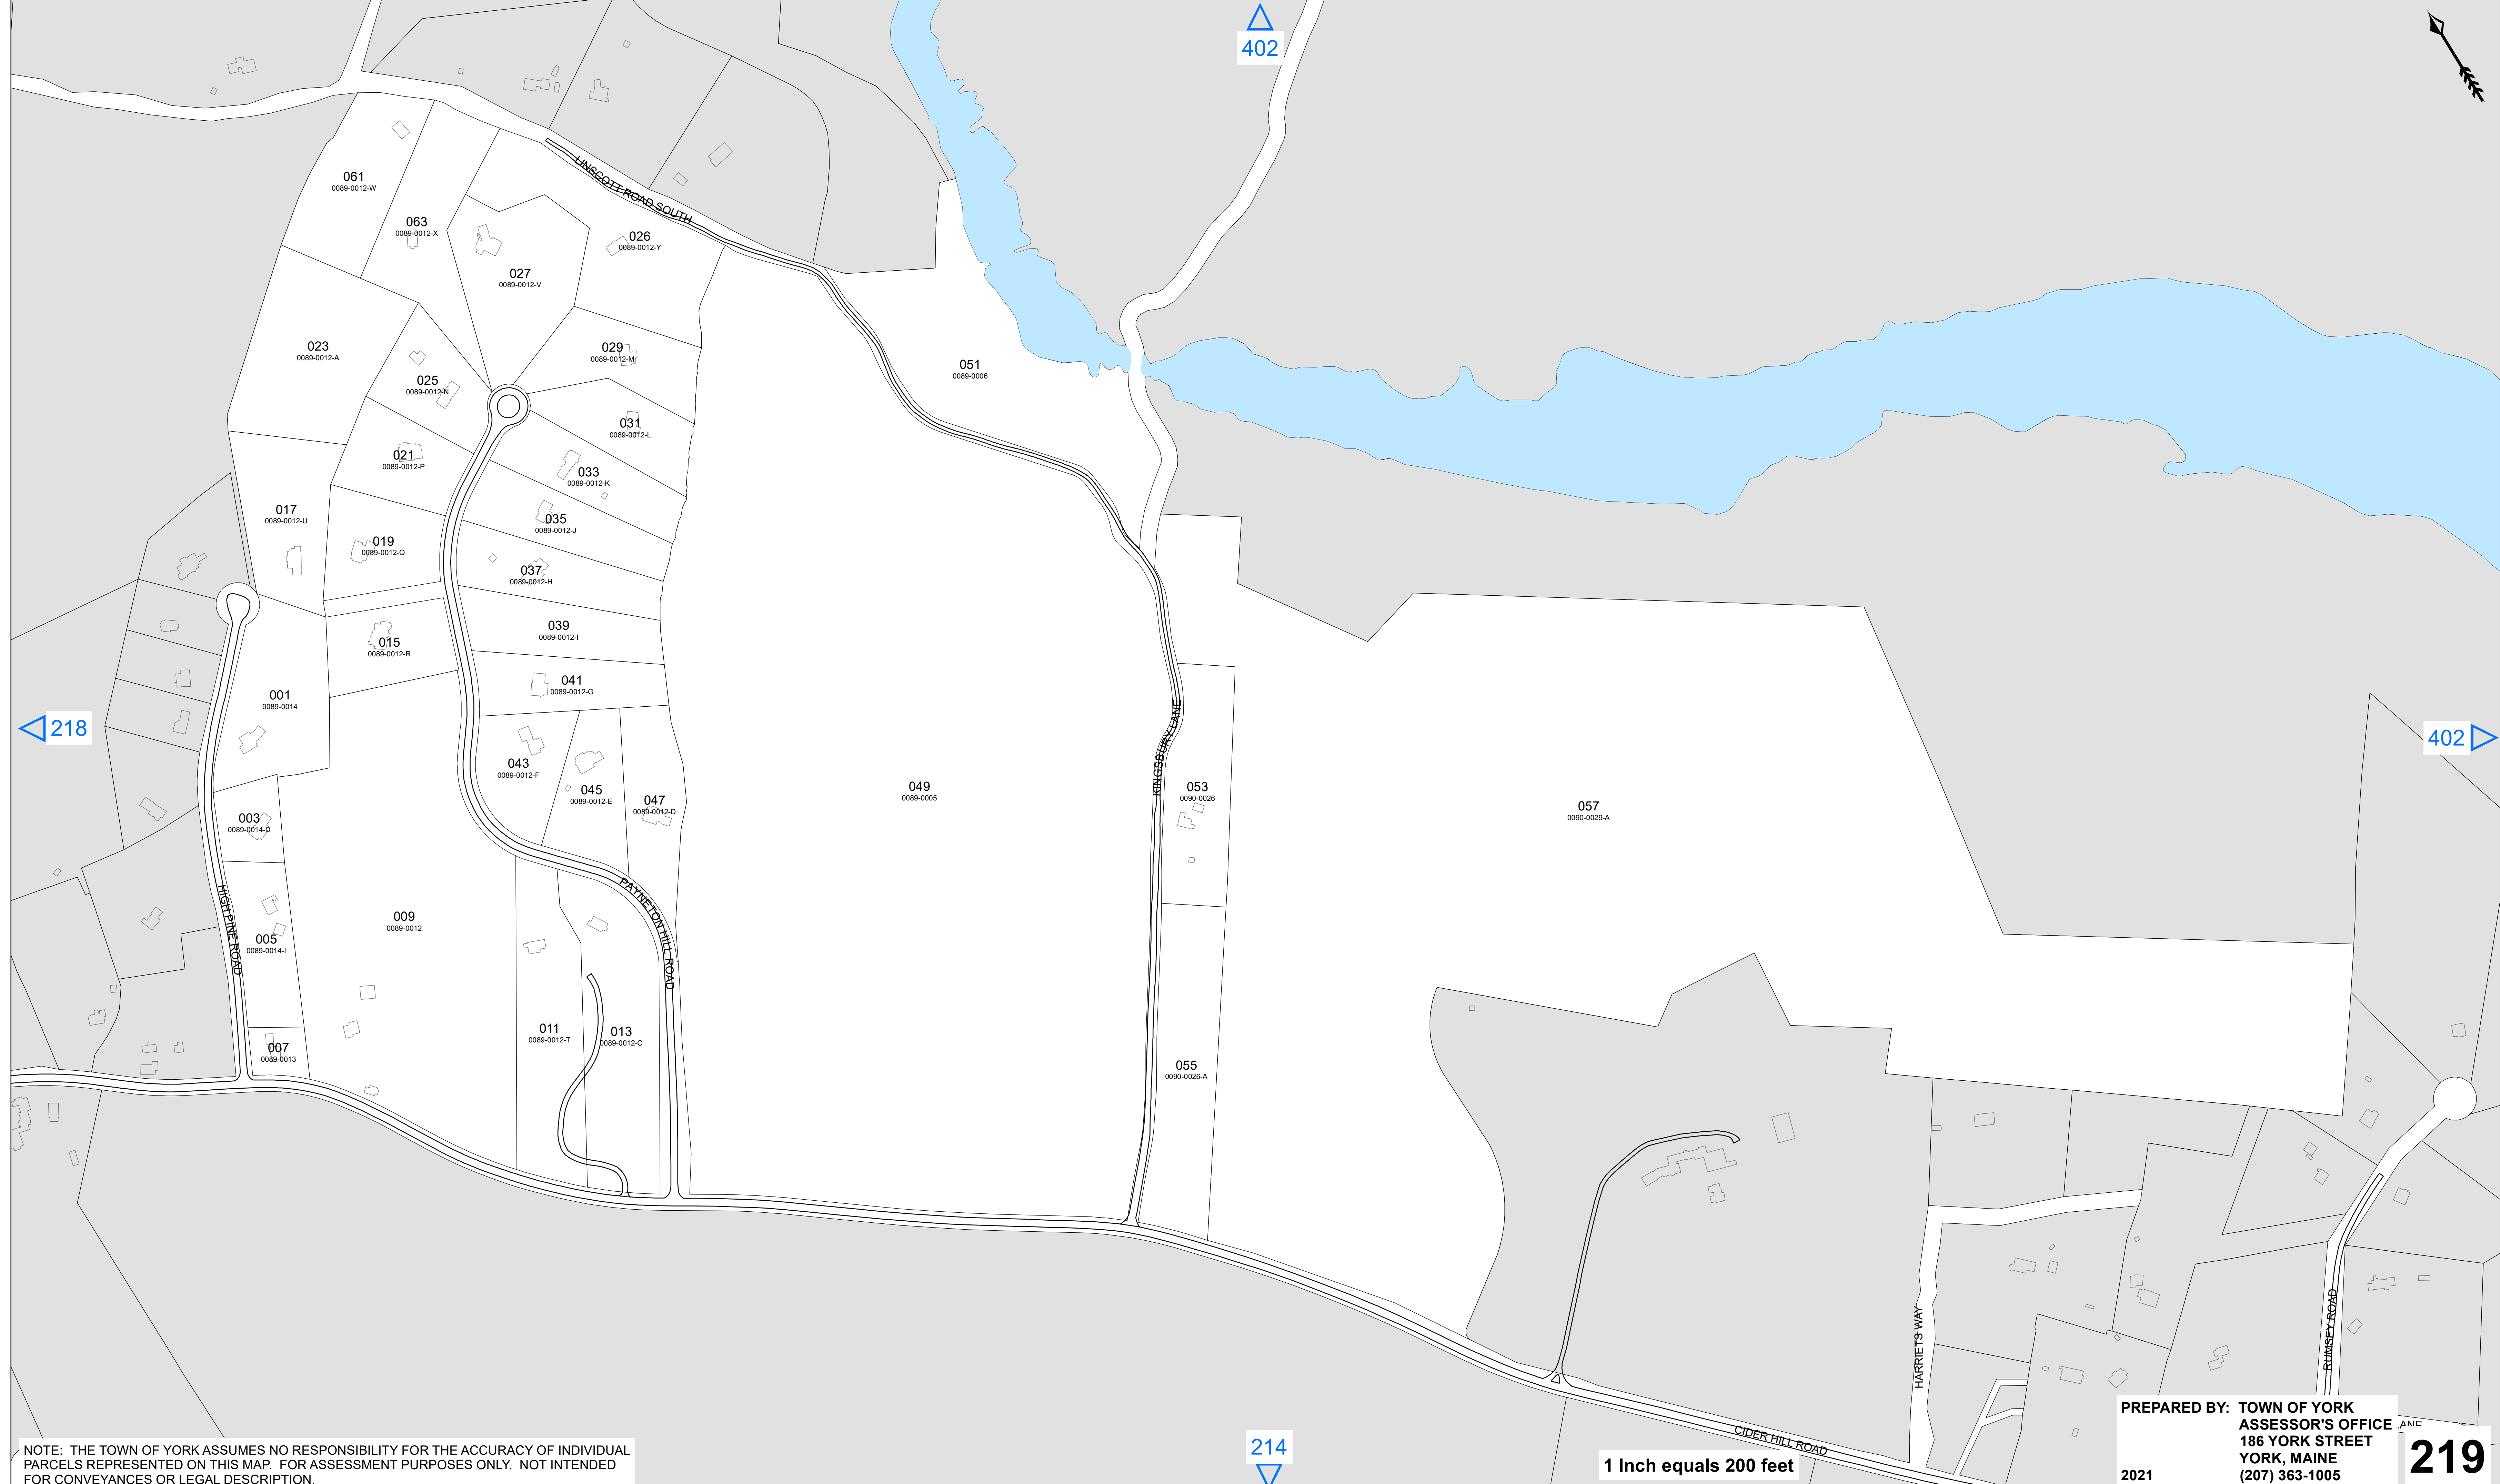 402
061
0089-0012-W
LINSCOTT ROAD SOUTH
063
0089-0012-X
026
0089-0012-Y
027
0089-0012-V
023
0089-0012-A
029
0089-0012-M
051
0089-0006
025
0089-0012-N
031
0089-0012-L
021
0089-0012-P
033
0089-0012-K
017
0089-0012-U
035
0089-0012-J
019
0089-0012-Q
037
0089-0012-H
039
0089-0012-I
015
0089-0012-R
041
0089-0012-G
001
0089-0014
218
402
KINGSBURY LANE
043
0089-0012-F
045
0089-0012-E
047
0089-0012-D
049
0089-0005
053
0090-0026
057
0090-0029-A
003
0089-0014-D
HIGH PINE ROAD
PAYNETON HILL ROAD
009
0089-0012
005
0089-0014-I
011
0089-0012-T
013
0089-0012-C
007
0089-0013
055
0090-0026-A
HARRIETS WAY
RUMSEY ROAD
CIDER HILL ROAD
LANE
214
1 Inch equals 200 feet
NOTE: THE TOWN OF YORK ASSUMES NO RESPONSIBILITY FOR THE ACCURACY OF INDIVIDUAL
PARCELS REPRESENTED ON THIS MAP. FOR ASSESSMENT PURPOSES ONLY. NOT INTENDED
FOR CONVEYANCES OR LEGAL DESCRIPTION.
PREPARED BY: TOWN OF YORK
ASSESSOR'S OFFICE
186 YORK STREET
YORK, MAINE
2021 (207) 363-1005
219